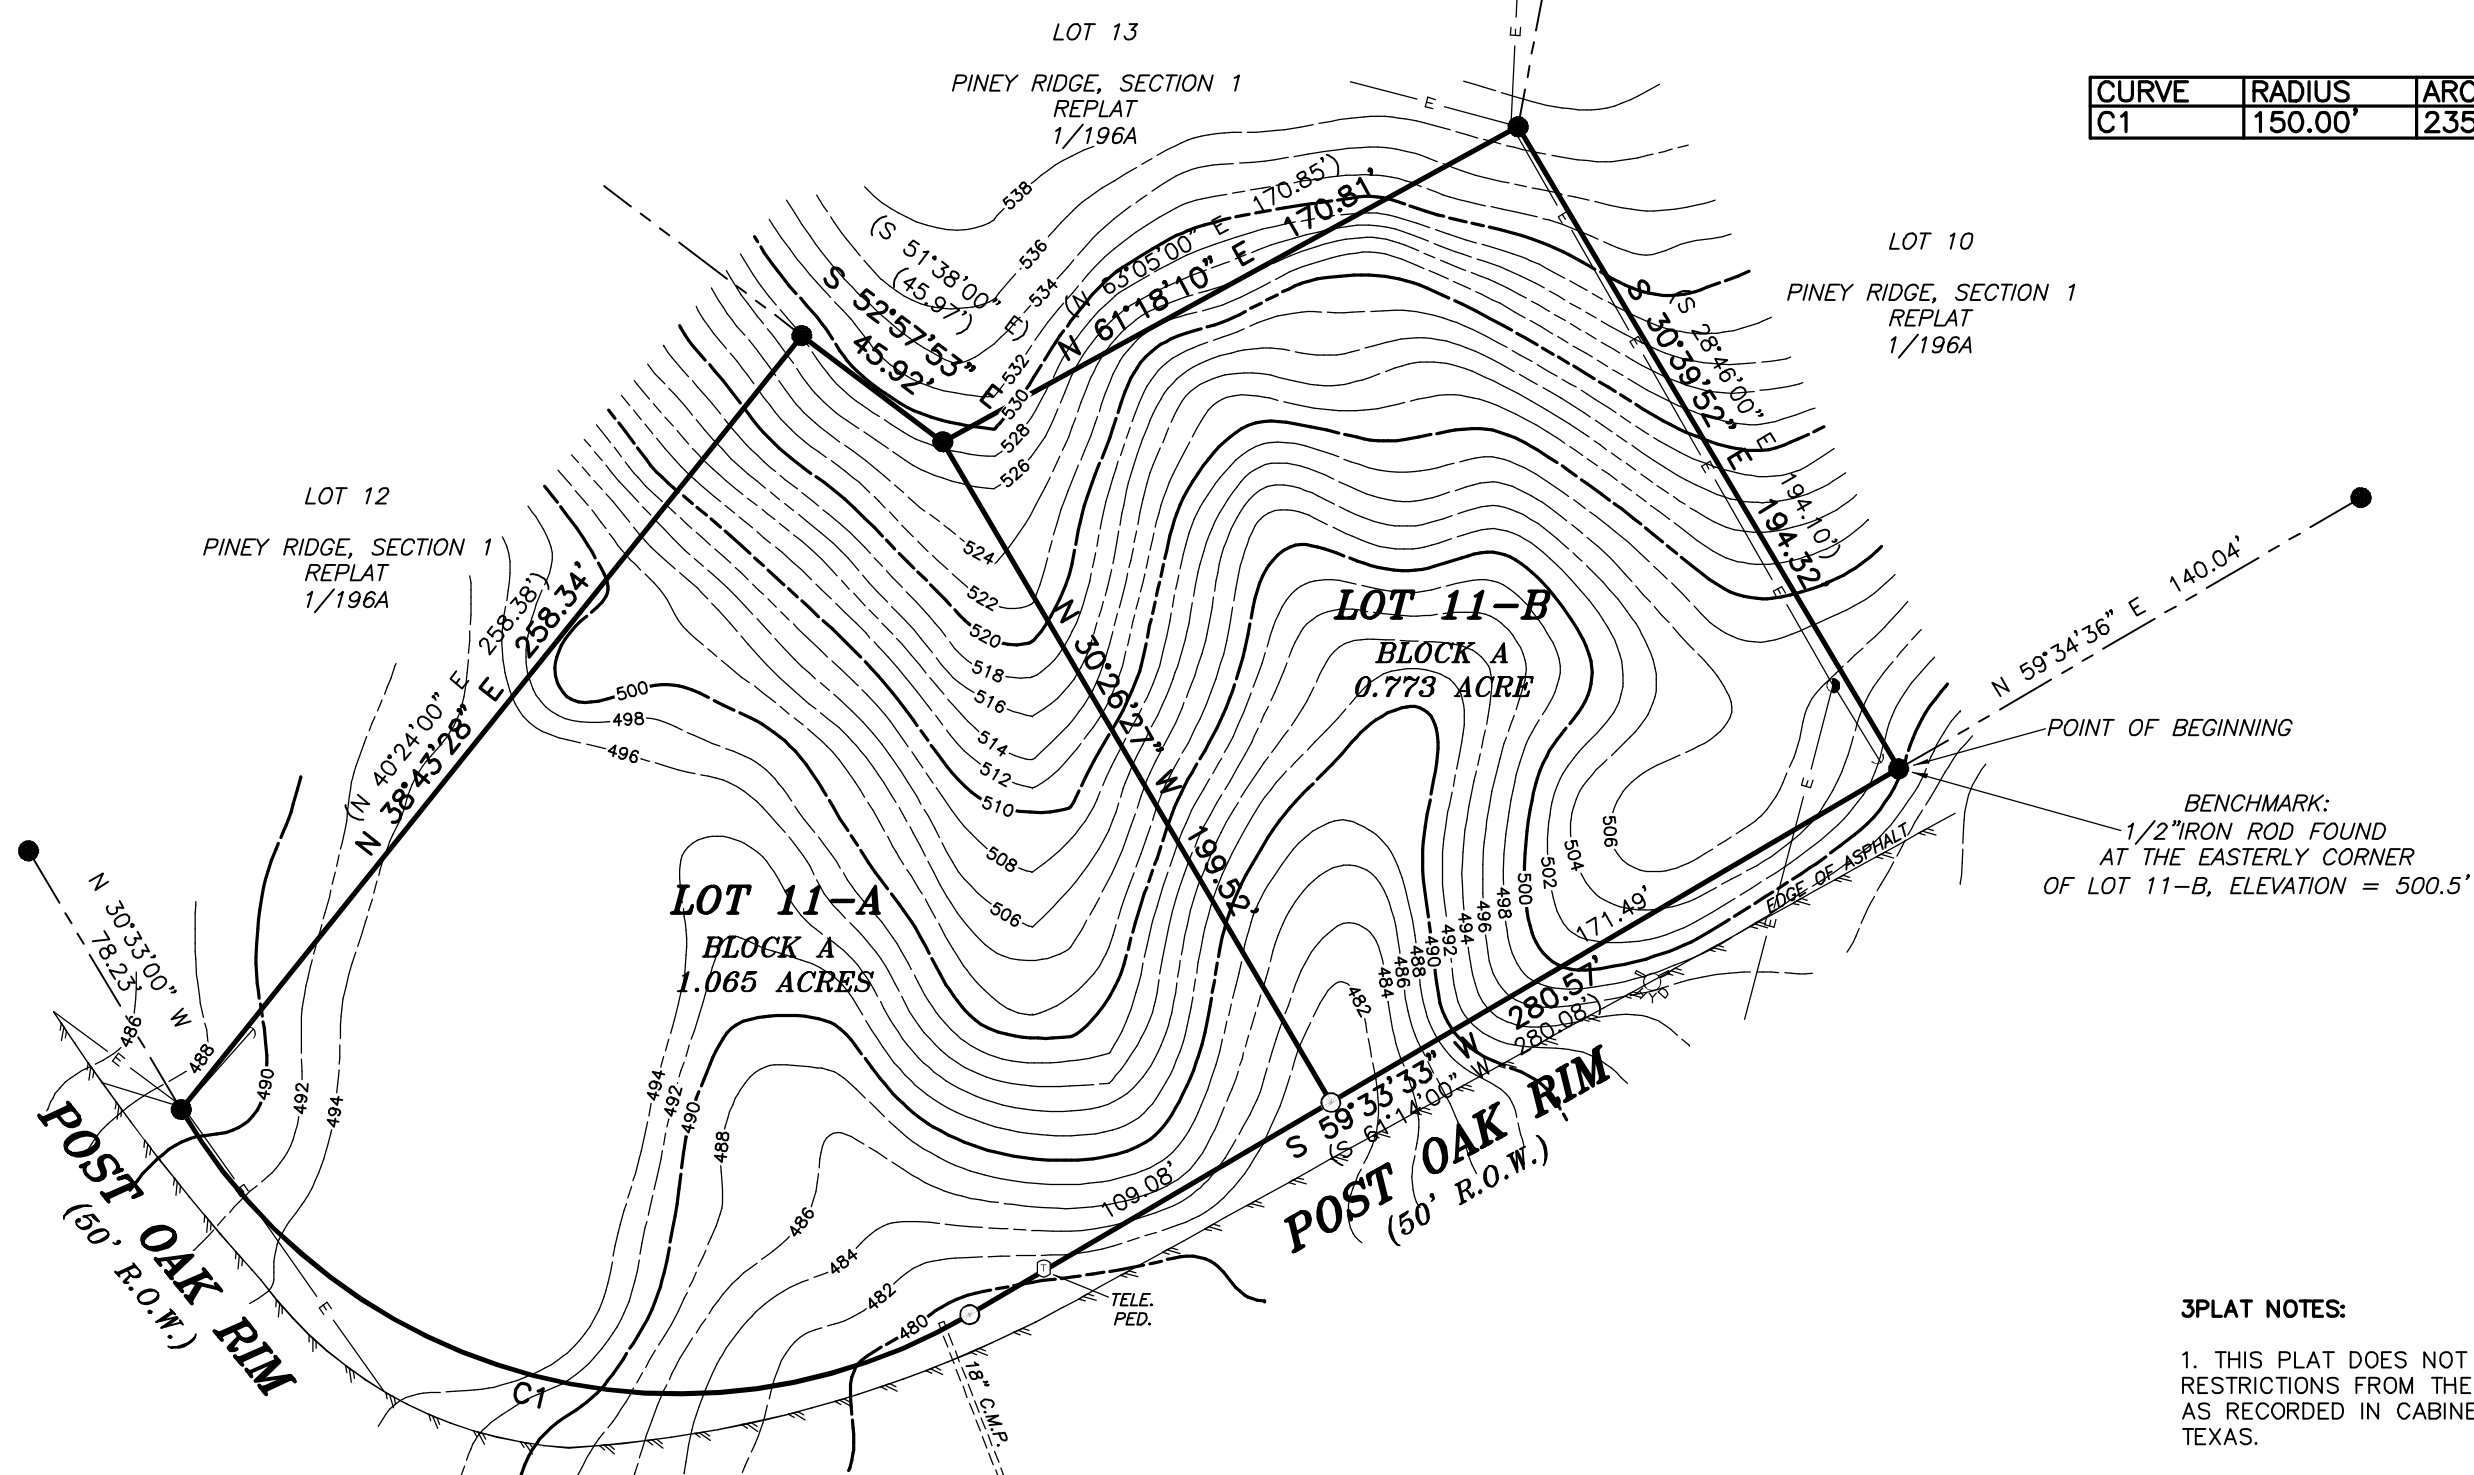 LOT 13
PINEY RIDGE, SECTION 1
REPLAT
1/196A
CURVE RADIUS ARC
C1 150.00' 235
E
E
538
536
534
532
530
528
526
(S 51°38'00" E)
(45.97')
S 52°57'53" E
45.92'
(N 63°05'00" E 170.85')
N 61°18'10" E 170.81'
LOT 10
PINEY RIDGE, SECTION 1
REPLAT
1/196A
E
E
E
E
S 30°39'52" E 194.32'
(S 28°46'00" E 194.10')
LOT 12
PINEY RIDGE, SECTION 1
REPLAT
1/196A
(N 40°24'00" E 258.38')
N 38°43'28" E 258.34'
524
522
520
518
516
514
512
510
508
506
500
498
496
N 30°26'27" W 199.52'
LOT 11-B
BLOCK A
0.773 ACRE
N 59°34'36" E 140.04'
POINT OF BEGINNING
BENCHMARK:
1/2"IRON ROD FOUND
AT THE EASTERLY CORNER
OF LOT 11-B, ELEVATION = 500.5'
E
E
EDGE OF ASPHALT
LOT 11-A
BLOCK A
1.065 ACRES
N 30°33'00" W
78.23'
506
504
502
500
498
496
494
492
490
488
486
484
482
171.49'
S 59°33'33" W 280.57'
(S 61°14'00" W 280.08')
POST OAK RIM
(50' R.O.W.)
109.08'
486
488
490
492
494
E
E
E
POST OAK RIM
(50' R.O.W.)
494
492
490
488
486
484
482
480
T
TELE.
PED.
18" C.M.P.
C1
3PLAT NOTES:
1. THIS PLAT DOES NOT
RESTRICTIONS FROM THE
AS RECORDED IN CABINE
TEXAS.